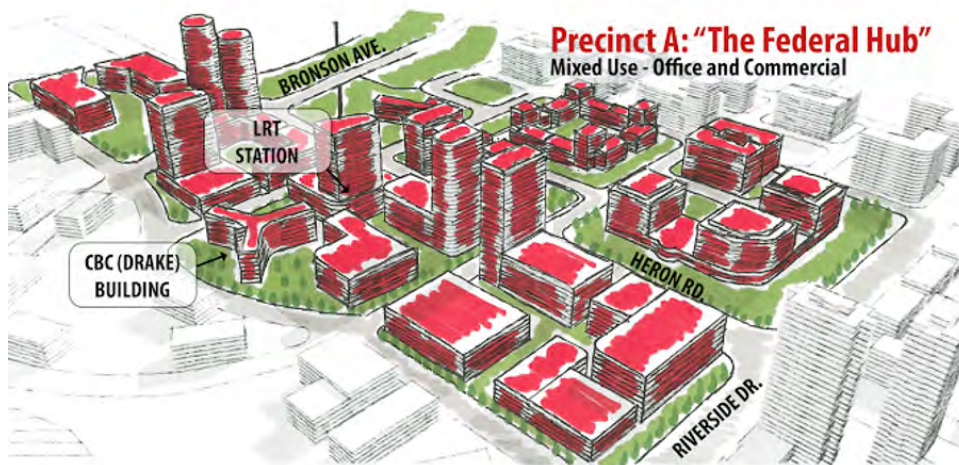 Precinct A: “The Federal Hub”
Mixed Use - Office and Commercial
BRONSON AVE.
LRT
STATION
CBC (DRAKE)
BUILDING
HERON RD.
RIVERSIDE DR.